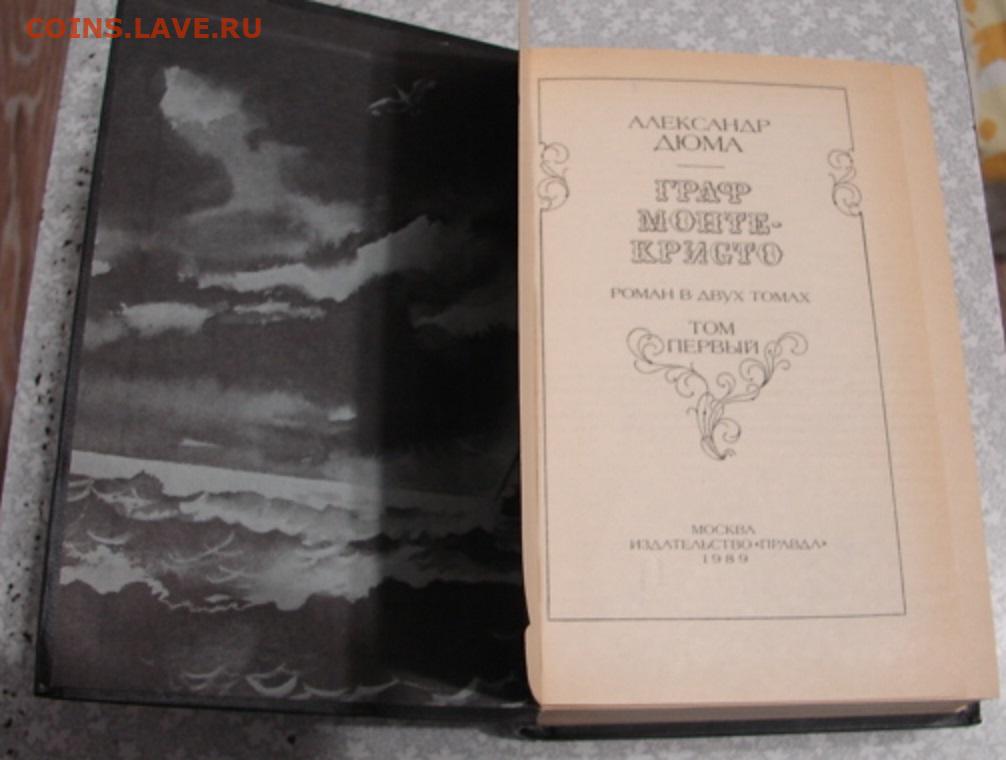 COINS.LAVE.RU
АЛЕКСАНДР
ДЮМА
ГРАФ
МОНТЕ-
КРИСТО
РОМАН В ДВУХ ТОМАХ
ТОМ
ПЕРВЫЙ
МОСКВА
ИЗДАТЕЛЬСТВО «ПРАВДА»
1989